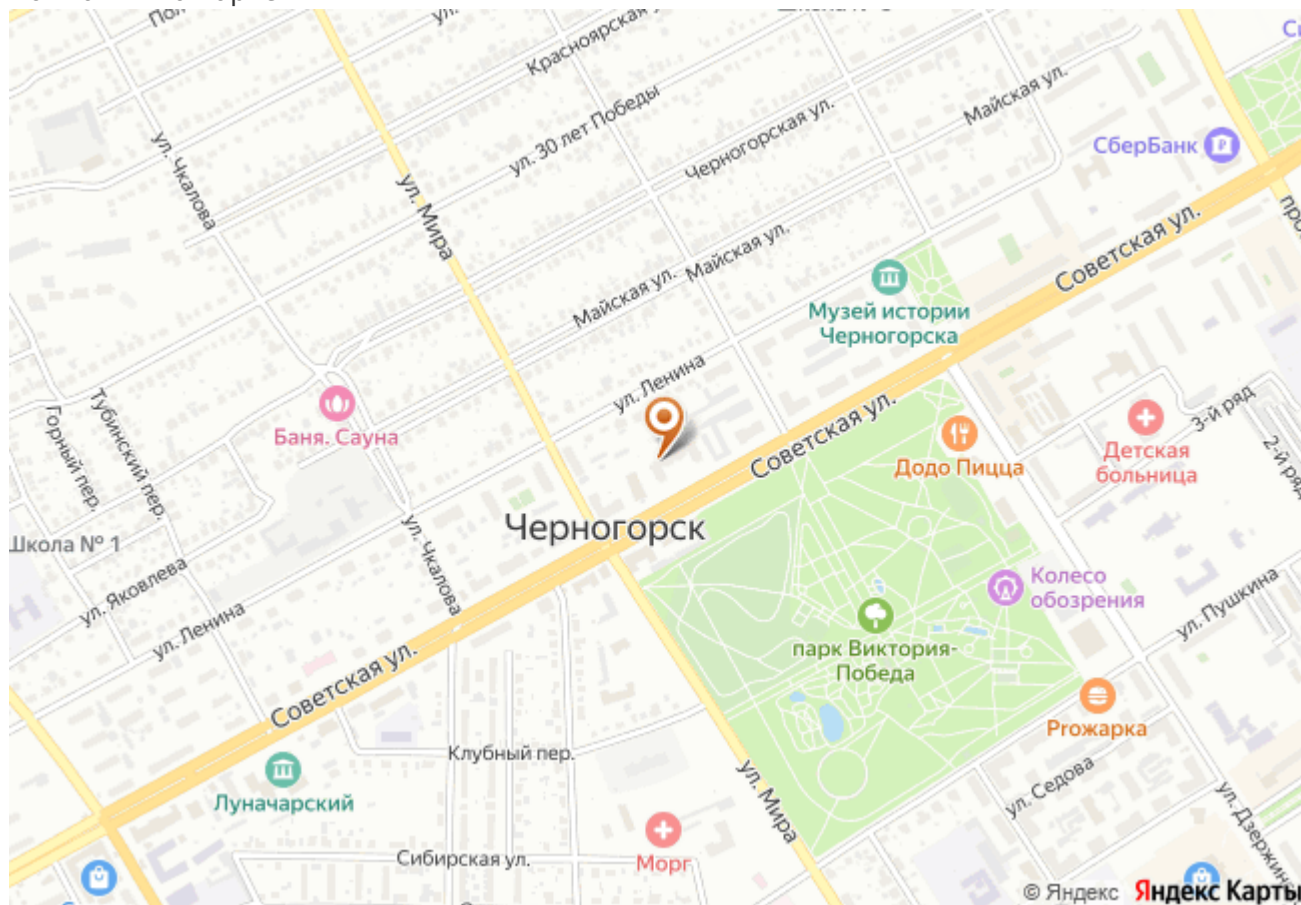 Красноярская
ул. 30 лет Победы
Черногорская ул.
Майская ул.
СберБанк
ул. Чкалова
ул. Мира
Советская ул.
Майская ул.
Майская ул.
Музей истории
Черногорска
ул. Ленина
Баня. Сауна
Тубинский пер.
Горный пер.
Советская ул.
Додо Пицца
Детская
больница
3-й ряд
2-й ряд
Черногорск
Школа № 1
ул. Чкалова
ул. Яковлева
ул. Ленина
Колесо
обозрения
ул. Пушкина
парк Виктория-
Победа
Советская ул.
Proжарка
Клубный пер.
Луначарский
ул. Мира
ул. Седова
ул. Дзержин
Морг
Сибирская ул.
© Яндекс Яндекс Карты